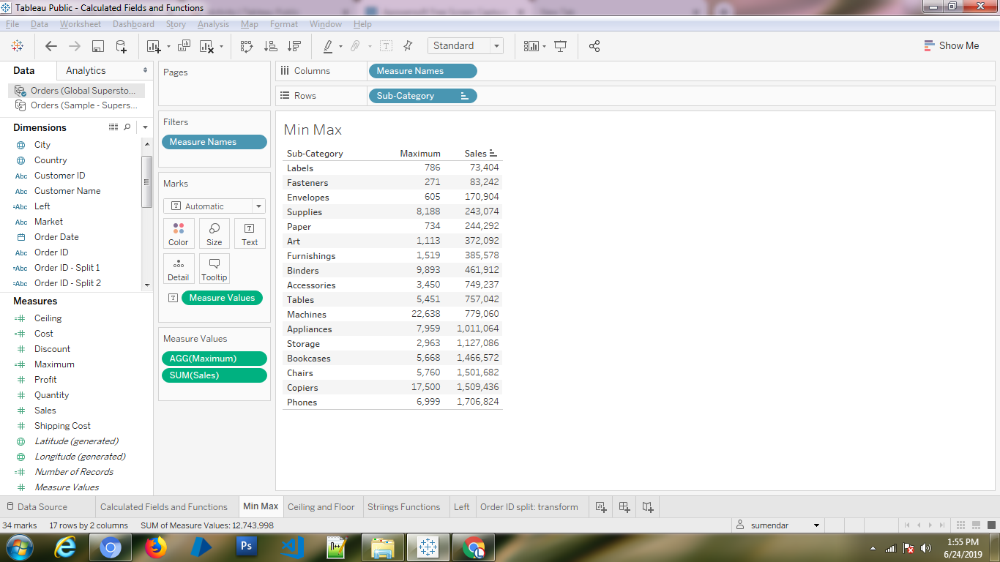 Tableau Public - Calculated Fields and Functions
File Data Worksheet Dashboard Story Analysis Map Format Window Help
Standard
Show Me
Data Analytics
Orders (Global Supersto...
Orders (Sample - Supers...
Dimensions
City
Country
Abc Customer ID
Abc Customer Name
=Abc Left
Abc Market
Order Date
Abc Order ID
=Abc Order ID - Split 1
=Abc Order ID - Split 2
Measures
=# Ceiling
=# Cost
# Discount
=# Maximum
# Profit
# Quantity
# Sales
# Shipping Cost
Latitude (generated)
Longitude (generated)
=# Number of Records
# Measure Values
Pages
Filters
Measure Names
Marks
T Automatic
Color Size T Text
Detail Tooltip
T Measure Values
Measure Values
AGG(Maximum)
SUM(Sales)
Columns Measure Names
Rows Sub-Category
Min Max
Sub-Category Maximum Sales
Labels 786 73,404
Fasteners 271 83,242
Envelopes 605 170,904
Supplies 8,188 243,074
Paper 734 244,292
Art 1,113 372,092
Furnishings 1,519 385,578
Binders 9,893 461,912
Accessories 3,450 749,237
Tables 5,451 757,042
Machines 22,638 779,060
Appliances 7,959 1,011,064
Storage 2,963 1,127,086
Bookcases 5,668 1,466,572
Chairs 5,760 1,501,682
Copiers 17,500 1,509,436
Phones 6,999 1,706,824
Data Source Calculated Fields and Functions Min Max Ceiling and Floor Striings Functions Left Order ID split: transform
34 marks 17 rows by 2 columns SUM of Measure Values: 12,743,998 sumendar
Ps
1:55 PM
6/24/2019